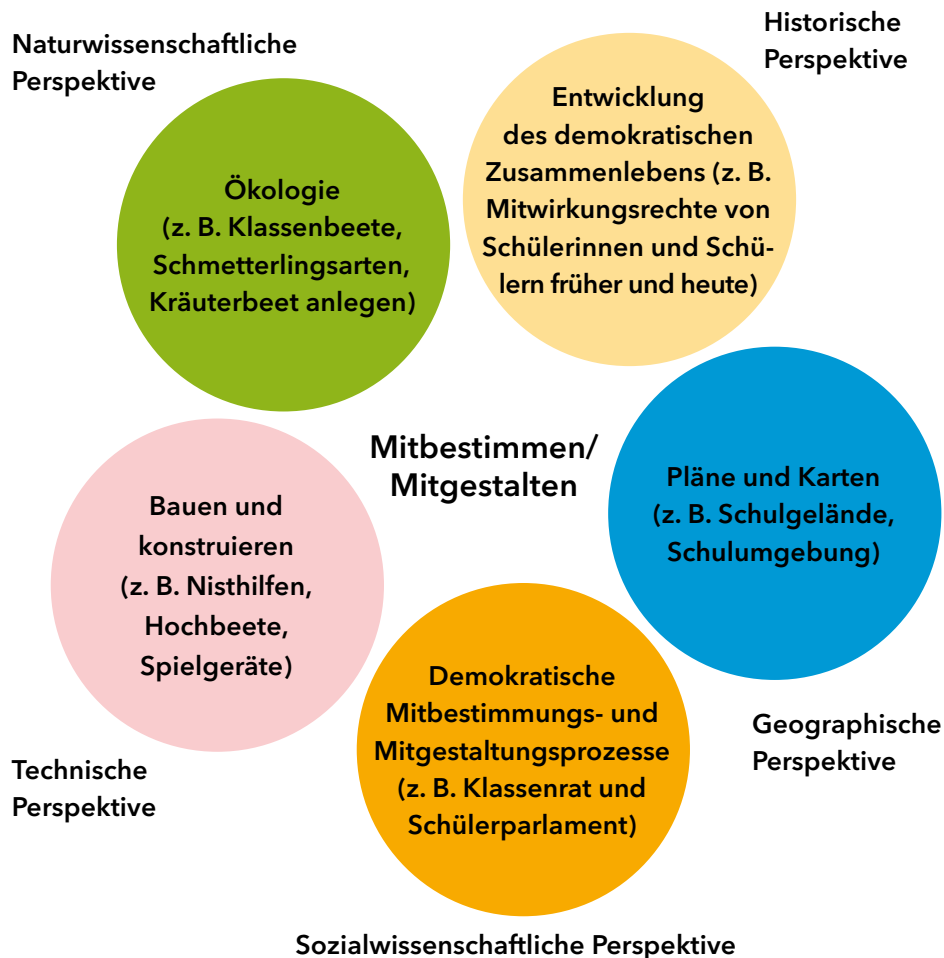 Naturwissenschaftliche
Perspektive
Ökologie
(z. B. Klassenbeete,
Schmetterlingsarten,
Kräuterbeet anlegen)
Historische
Perspektive
Entwicklung
des demokratischen
Zusammenlebens (z. B.
Mitwirkungsrechte von
Schülerinnen und Schü-
lern früher und heute)
Mitbestimmen/
Mitgestalten
Pläne und Karten
(z. B. Schulgelände,
Schulumgebung)
Geographische
Perspektive
Bauen und
konstruieren
(z. B. Nisthilfen,
Hochbeete,
Spielgeräte)
Technische
Perspektive
Demokratische
Mitbestimmungs- und
Mitgestaltungsprozesse
(z. B. Klassenrat und
Schülerparlament)
Sozialwissenschaftliche Perspektive